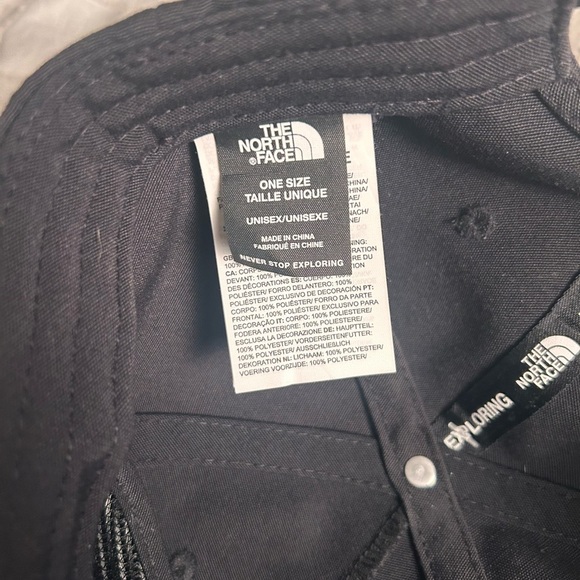 THE
NORTH
®FACE
ONE SIZE
TAILLE UNIQUE
UNISEX/UNISEXE
MADE IN CHINA
FABRIQUÉ EN CHINE
NEVER STOP EXPLORING
100% POLYESTER/
DES DÉCORATIONS ES: CUERPO: 100%
POLIÉSTER/ FORRO DELANTERO: 100%
POLIÉSTER/ EXCLUSIVO DE DECORACIÓN PT:
CORPO: 100% POLIÉSTER/ FORRO DA PARTE
FRONTAL: 100% POLIÉSTER/ EXCLUSIVO PARA
DECORAÇÃO IT: CORPO: 100% POLIESTERE/
FODERA ANTERIORE: 100% POLIESTERE/
ESCLUSA LA DECORAZIONE DE: HAUPTTEIL:
100% POLYESTER/ VORDERSEITENFUTTER:
100% POLYESTER/ AUSSCHLIEßLICH
DEKORATION NL: LICHAAM: 100% POLYESTER/
VOERING VOORZIJDE: 100% POLYESTER/
EXPLORING
THE
NORTH
FACE